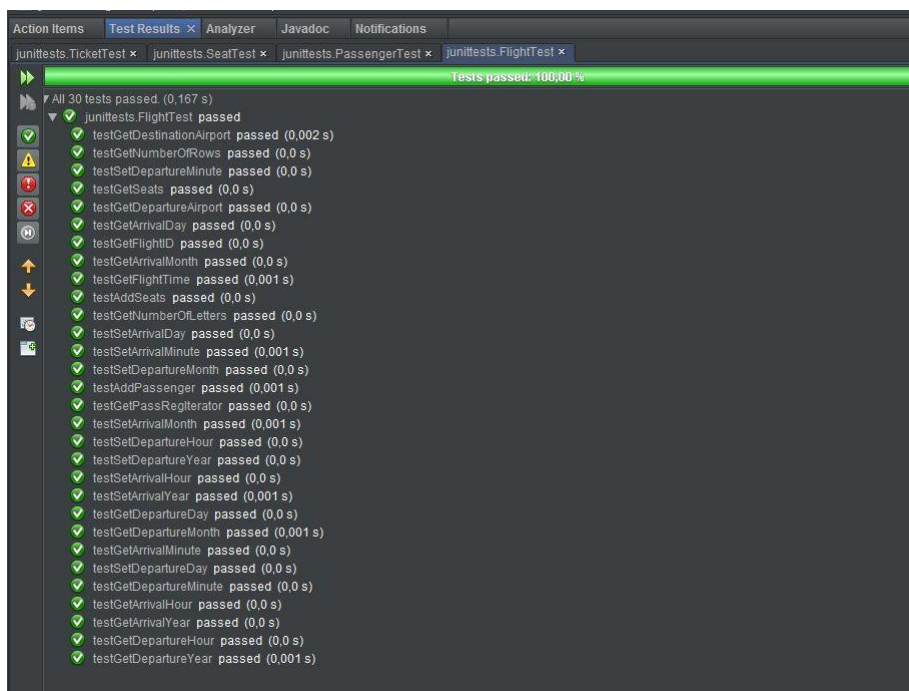 Action Items Test Results × Analyzer Javadoc Notifications
junittests.TicketTest × junittests.SeatTest × junittests.PassengerTest × junittests.FlightTest ×
Tests passed: 100,00 %
All 30 tests passed. (0,167 s)
junittests.FlightTest passed
testGetDestinationAirport passed (0,002 s)
testGetNumberOfRows passed (0,0 s)
testSetDepartureMinute passed (0,0 s)
testGetSeats passed (0,0 s)
testGetDepartureAirport passed (0,0 s)
testGetArrivalDay passed (0,0 s)
testGetFlightID passed (0,0 s)
testGetArrivalMonth passed (0,0 s)
testGetFlightTime passed (0,001 s)
testAddSeats passed (0,0 s)
testGetNumberOfLetters passed (0,0 s)
testSetArrivalDay passed (0,0 s)
testSetArrivalMinute passed (0,001 s)
testSetDepartureMonth passed (0,0 s)
testAddPassenger passed (0,001 s)
testGetPassRegIterator passed (0,0 s)
testSetArrivalMonth passed (0,001 s)
testSetDepartureHour passed (0,0 s)
testSetDepartureYear passed (0,0 s)
testSetArrivalHour passed (0,0 s)
testSetArrivalYear passed (0,001 s)
testGetDepartureDay passed (0,0 s)
testGetDepartureMonth passed (0,001 s)
testGetArrivalMinute passed (0,0 s)
testSetDepartureDay passed (0,0 s)
testGetDepartureMinute passed (0,0 s)
testGetArrivalHour passed (0,0 s)
testGetArrivalYear passed (0,0 s)
testGetDepartureHour passed (0,0 s)
testGetDepartureYear passed (0,001 s)